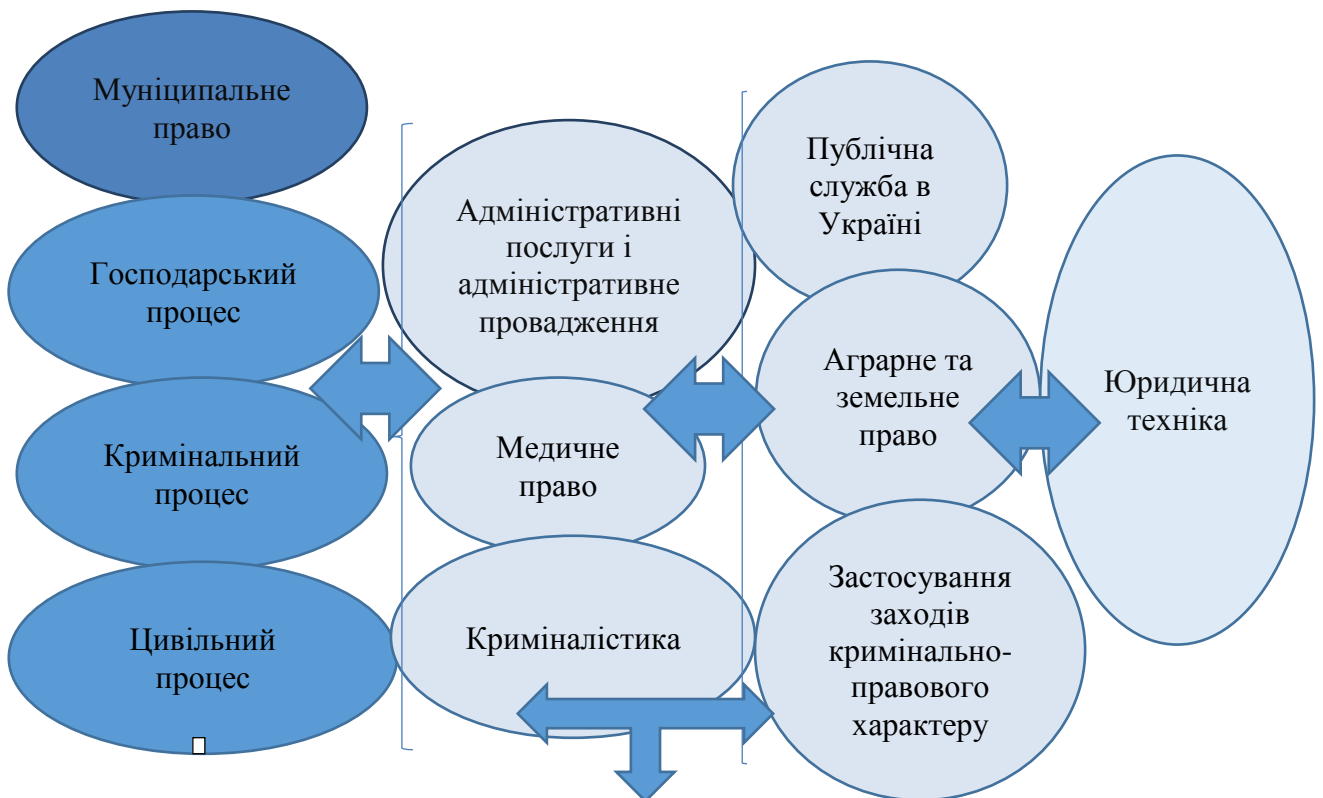 Муніципальне
право
Господарський
процес
Кримінальний
процес
Цивільний
процес
Адміністративні
послуги і
адміністративне
провадження
Медичне
право
Криміналістика
Публічна
служба в
Україні
Аграрне та
земельне
право
Застосування
заходів
кримінально-
правового
характеру
Юридична
техніка